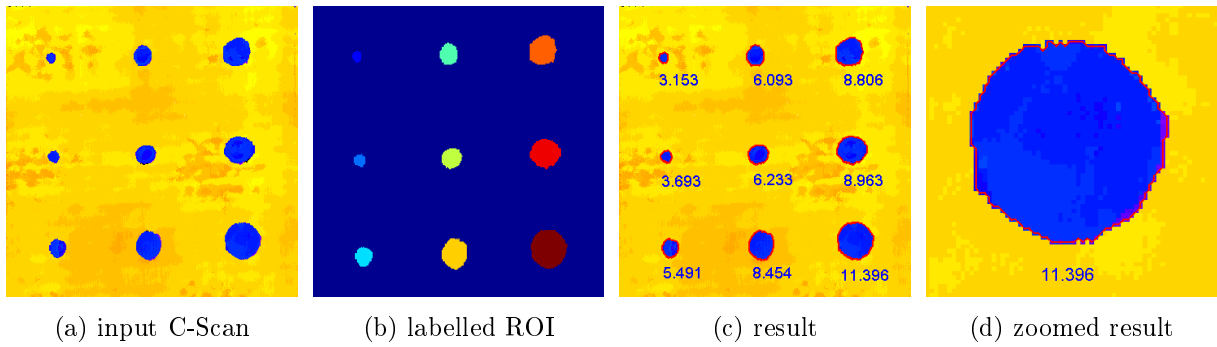 3.153 6.093 8.806
3.693 6.233 8.963
5.491 8.454 11.396
11.396
(a) input C-Scan
(b) labelled ROI
(c) result
(d) zoomed result